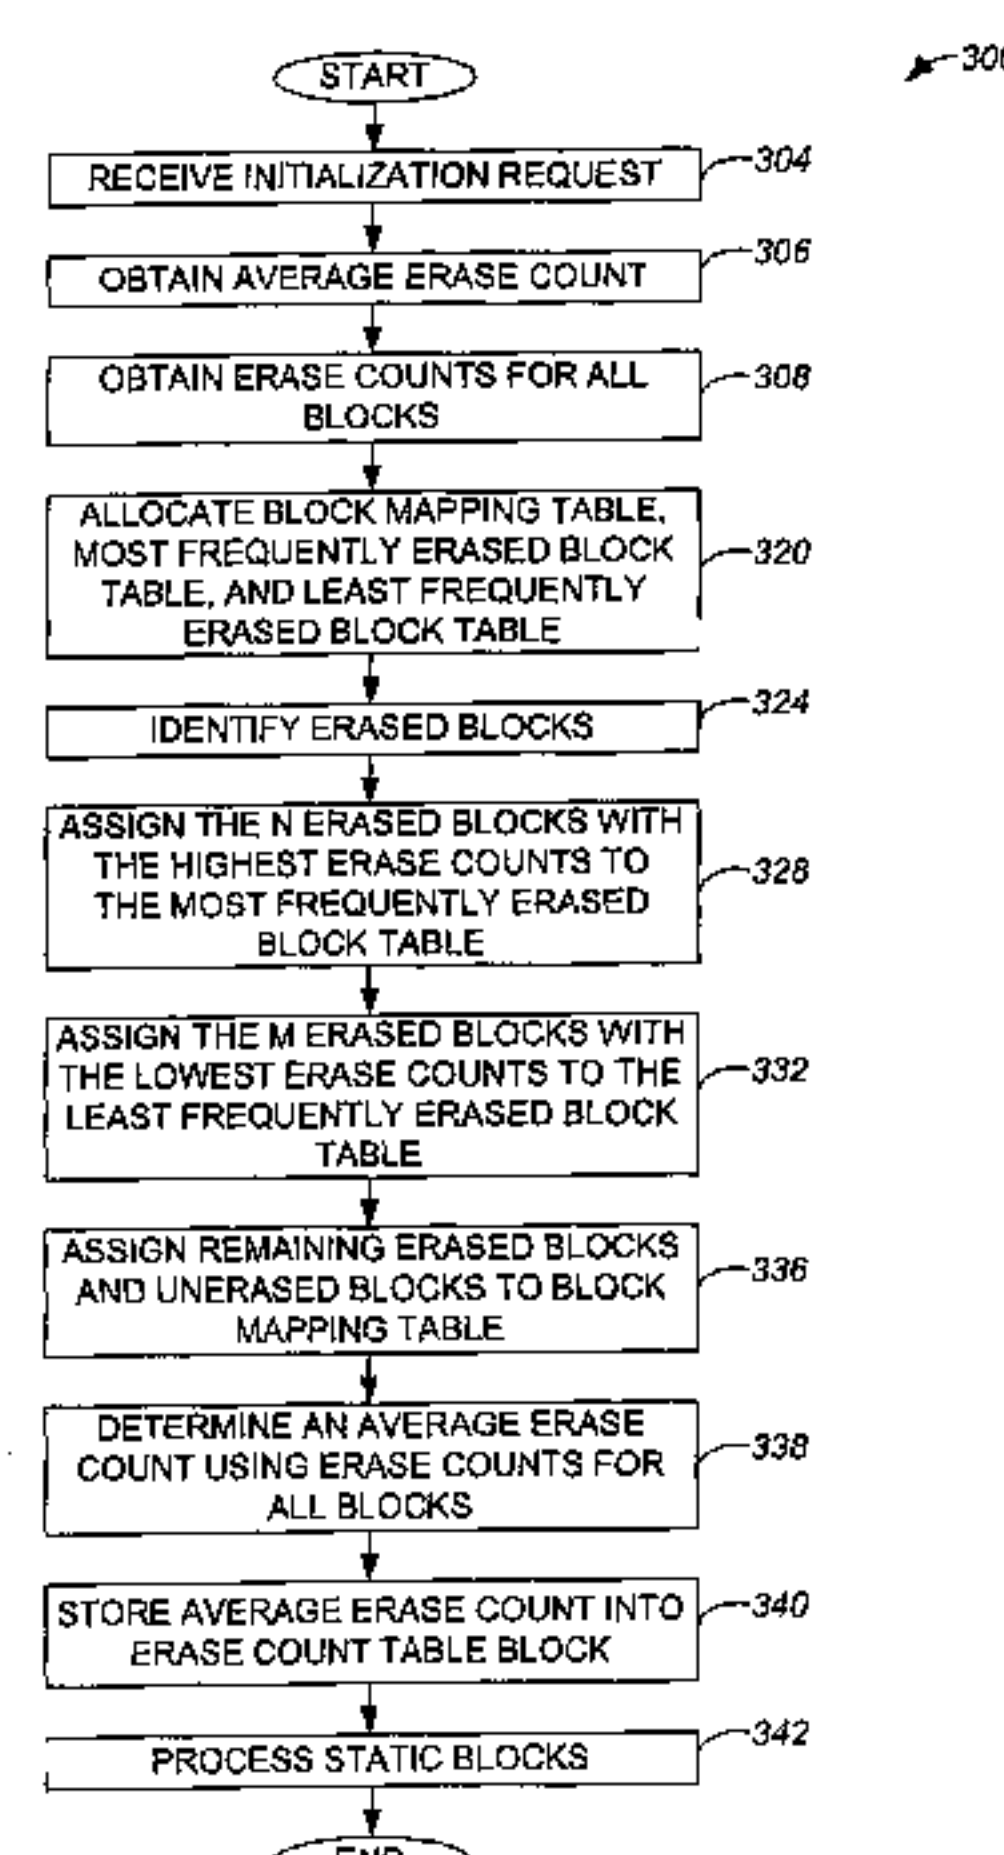 START
300
RECEIVE INITIALIZATION REQUEST
304
OBTAIN AVERAGE ERASE COUNT
306
OBTAIN ERASE COUNTS FOR ALL
BLOCKS
308
ALLOCATE BLOCK MAPPING TABLE,
MOST FREQUENTLY ERASED BLOCK
TABLE, AND LEAST FREQUENTLY
ERASED BLOCK TABLE
320
IDENTIFY ERASED BLOCKS
324
ASSIGN THE N ERASED BLOCKS WITH
THE HIGHEST ERASE COUNTS TO
THE MOST FREQUENTLY ERASED
BLOCK TABLE
328
ASSIGN THE M ERASED BLOCKS WITH
THE LOWEST ERASE COUNTS TO THE
LEAST FREQUENTLY ERASED BLOCK
TABLE
332
ASSIGN REMAINING ERASED BLOCKS
AND UNERASED BLOCKS TO BLOCK
MAPPING TABLE
336
DETERMINE AN AVERAGE ERASE
COUNT USING ERASE COUNTS FOR
ALL BLOCKS
338
STORE AVERAGE ERASE COUNT INTO
ERASE COUNT TABLE BLOCK
340
PROCESS STATIC BLOCKS
342
END